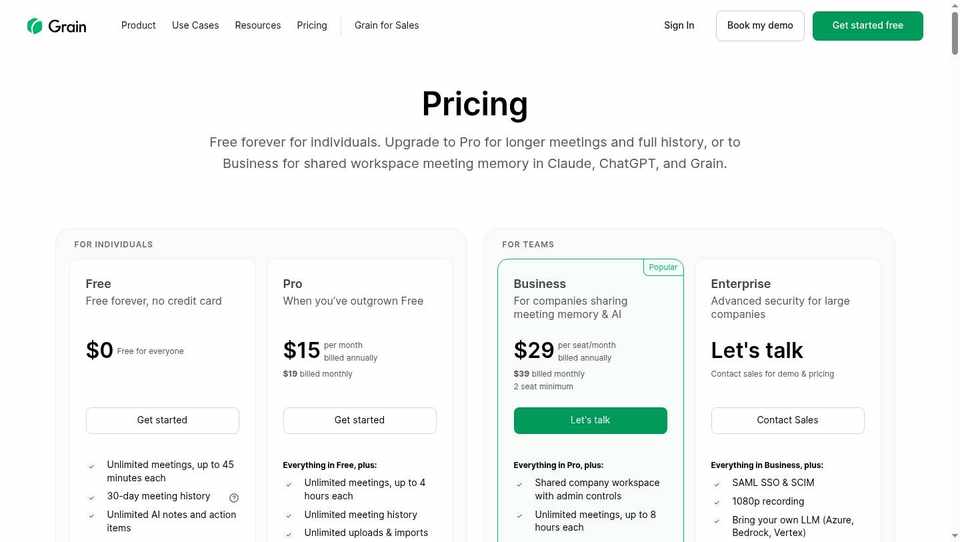 Grain
Product
Use Cases
Resources
Pricing
Grain for Sales
Sign In
Book my demo
Get started free
Pricing
Free forever for individuals. Upgrade to Pro for longer meetings and full history, or to
Business for shared workspace meeting memory in Claude, ChatGPT, and Grain.
FOR INDIVIDUALS
Free
Free forever, no credit card
$0 Free for everyone
Get started
Unlimited meetings, up to 45
minutes each
30-day meeting history
Unlimited AI notes and action
items
Pro
When you've outgrown Free
$15 per month
billed annually
$19 billed monthly
Get started
Everything in Free, plus:
Unlimited meetings, up to 4
hours each
Unlimited meeting history
Unlimited uploads & imports
FOR TEAMS
Popular
Business
For companies sharing
meeting memory & AI
$29 per seat/month
billed annually
$39 billed monthly
2 seat minimum
Let's talk
Everything in Pro, plus:
Shared company workspace
with admin controls
Unlimited meetings, up to 8
hours each
Enterprise
Advanced security for large
companies
Let's talk
Contact sales for demo & pricing
Contact Sales
Everything in Business, plus:
SAML SSO & SCIM
1080p recording
Bring your own LLM (Azure,
Bedrock, Vertex)